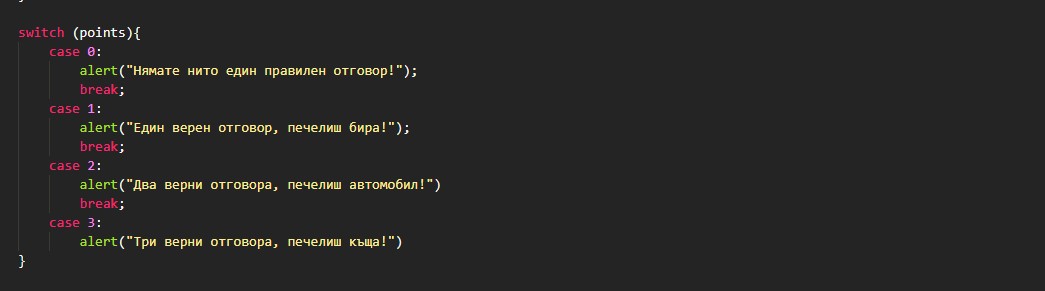 switch (points){
    case 0:
        alert("Нямате нито един правилен отговор!");
        break;
    case 1:
        alert("Един верен отговор, печелиш бира!");
        break;
    case 2:
        alert("Два верни отговора, печелиш автомобил!")
        break;
    case 3:
        alert("Три верни отговора, печелиш къща!")
}